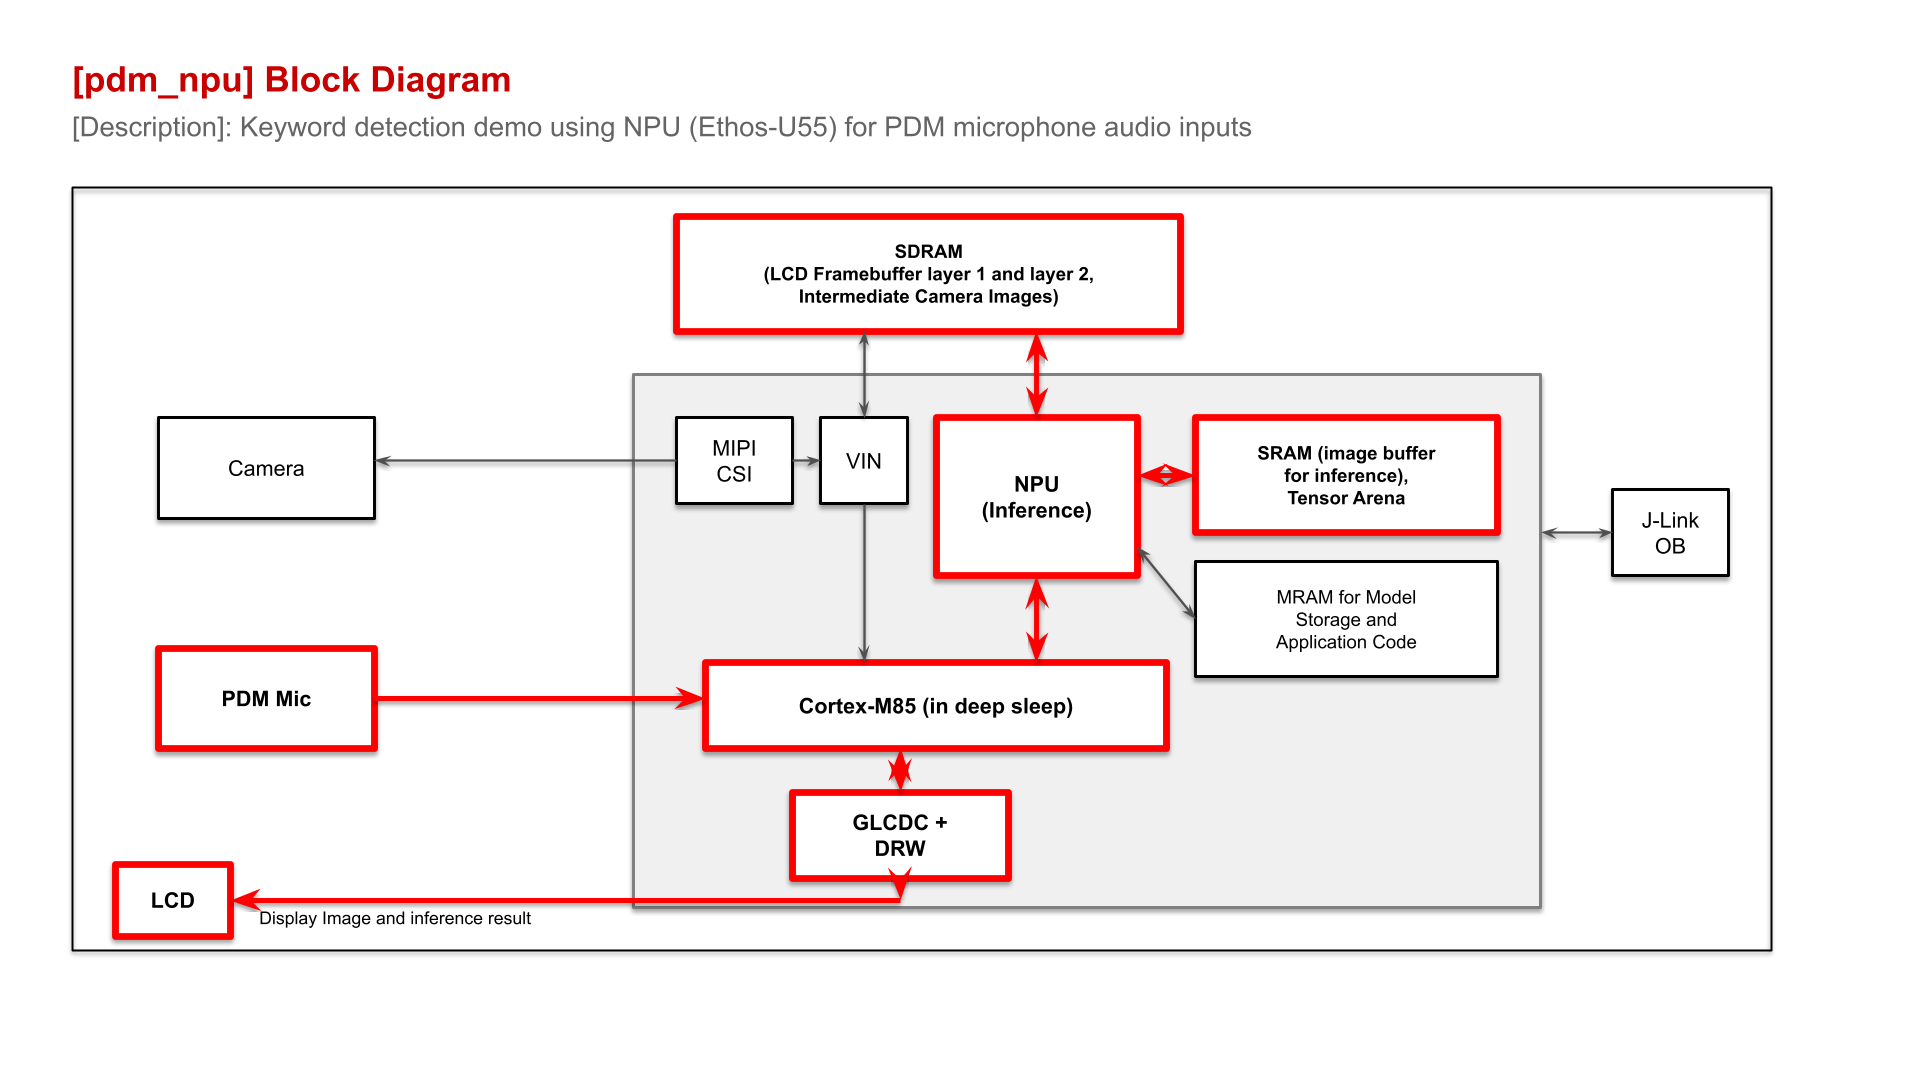 [pdm_npu] Block Diagram
[Description]: Keyword detection demo using NPU (Ethos-U55) for PDM microphone audio inputs
SDRAM
(LCD Framebuffer layer 1 and layer 2,
Intermediate Camera Images)
Camera
MIPI
CSI
VIN
NPU
(Inference)
SRAM (image buffer
for inference),
Tensor Arena
J-Link
OB
MRAM for Model
Storage and
Application Code
PDM Mic
Cortex-M85 (in deep sleep)
GLCDC +
DRW
LCD
Display Image and inference result